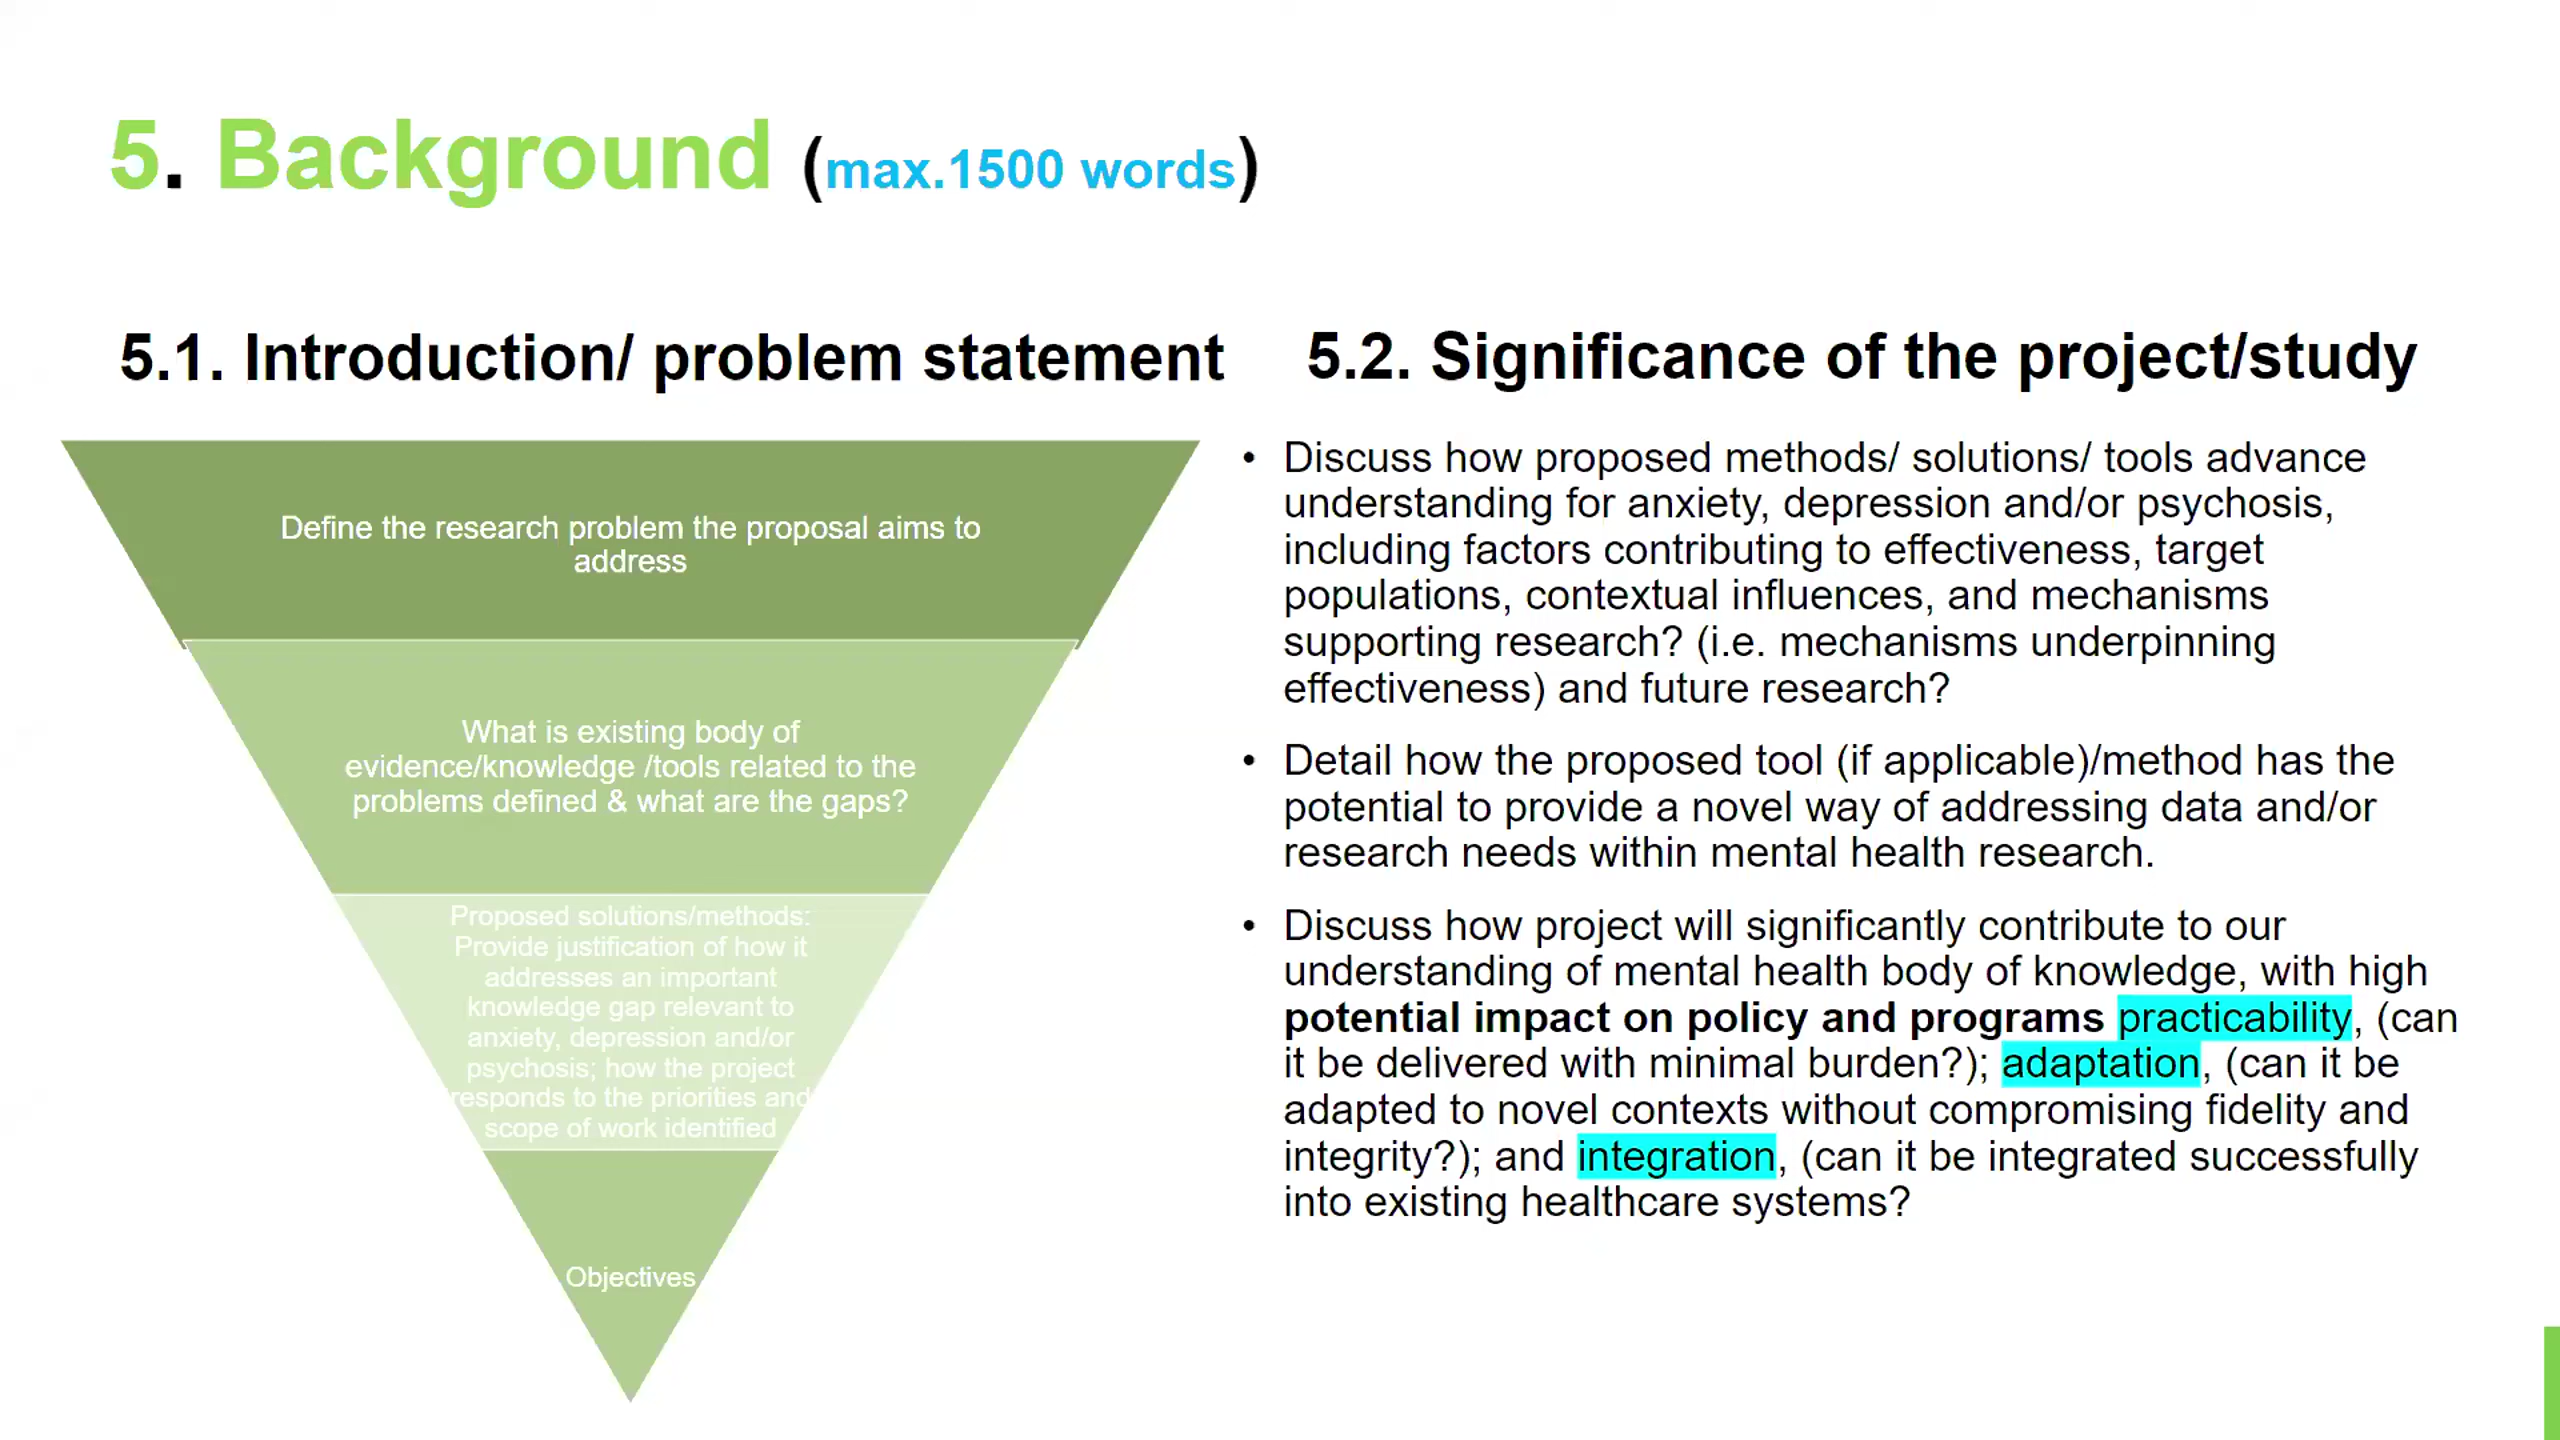 5. Background (max.1500 words)
5.1. Introduction/ problem statement
Define the research problem the proposal aims to
address
What is existing body of
evidence/knowledge /tools related to the
problems defined & what are the gaps?
Proposed solutions/methods:
Provide justification of how it
addresses an important
knowledge gap relevant to
anxiety, depression and/or
psychosis; how the project
responds to the priorities and
scope of work identified
Objectives
5.2. Significance of the project/study
• Discuss how proposed methods/ solutions/ tools advance
understanding for anxiety, depression and/or psychosis,
including factors contributing to effectiveness, target
populations, contextual influences, and mechanisms
supporting research? (i.e. mechanisms underpinning
effectiveness) and future research?
• Detail how the proposed tool (if applicable)/method has the
potential to provide a novel way of addressing data and/or
research needs within mental health research.
• Discuss how project will significantly contribute to our
understanding of mental health body of knowledge, with high
potential impact on policy and programs practicability, (can
it be delivered with minimal burden?); adaptation, (can it be
adapted to novel contexts without compromising fidelity and
integrity?); and integration, (can it be integrated successfully
into existing healthcare systems?